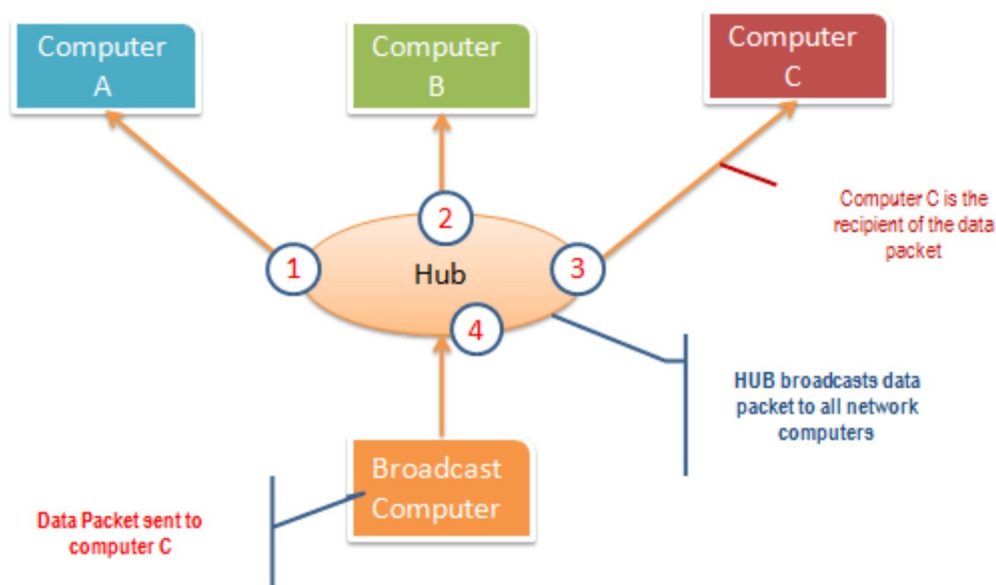 Computer
A
Computer
B
Computer
C
2
1
Hub
3
4
Computer C is the
recipient of the data
packet
HUB broadcasts data
packet to all network
computers
Broadcast
Computer
Data Packet sent to
computer C